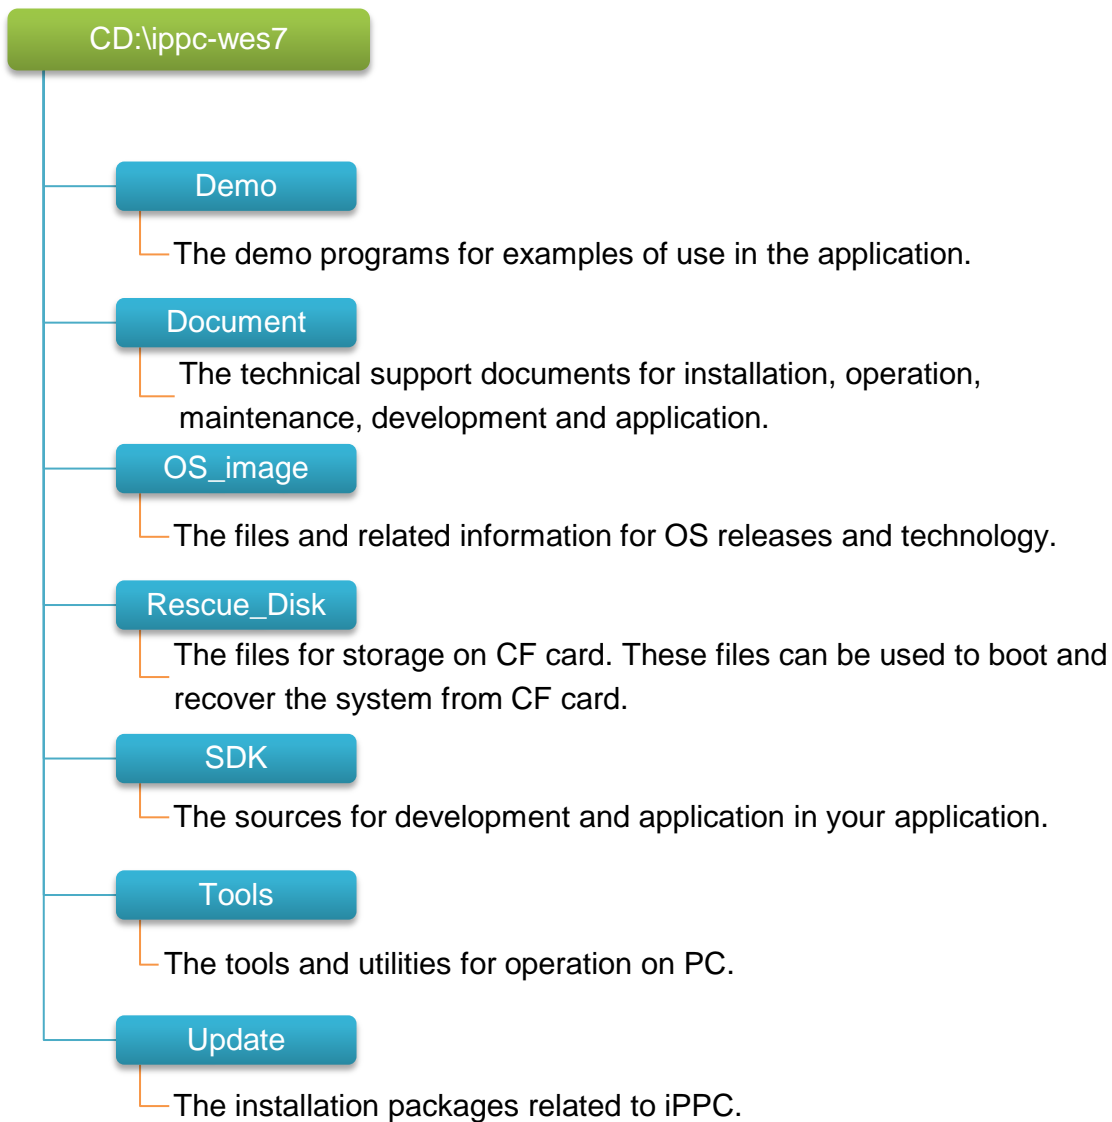 CD:\ippc-wes7
Demo
The demo programs for examples of use in the application.
Document
The technical support documents for installation, operation,
maintenance, development and application.
OS_image
The files and related information for OS releases and technology.
Rescue_Disk
The files for storage on CF card. These files can be used to boot and
recover the system from CF card.
SDK
The sources for development and application in your application.
Tools
The tools and utilities for operation on PC.
Update
The installation packages related to iPPC.